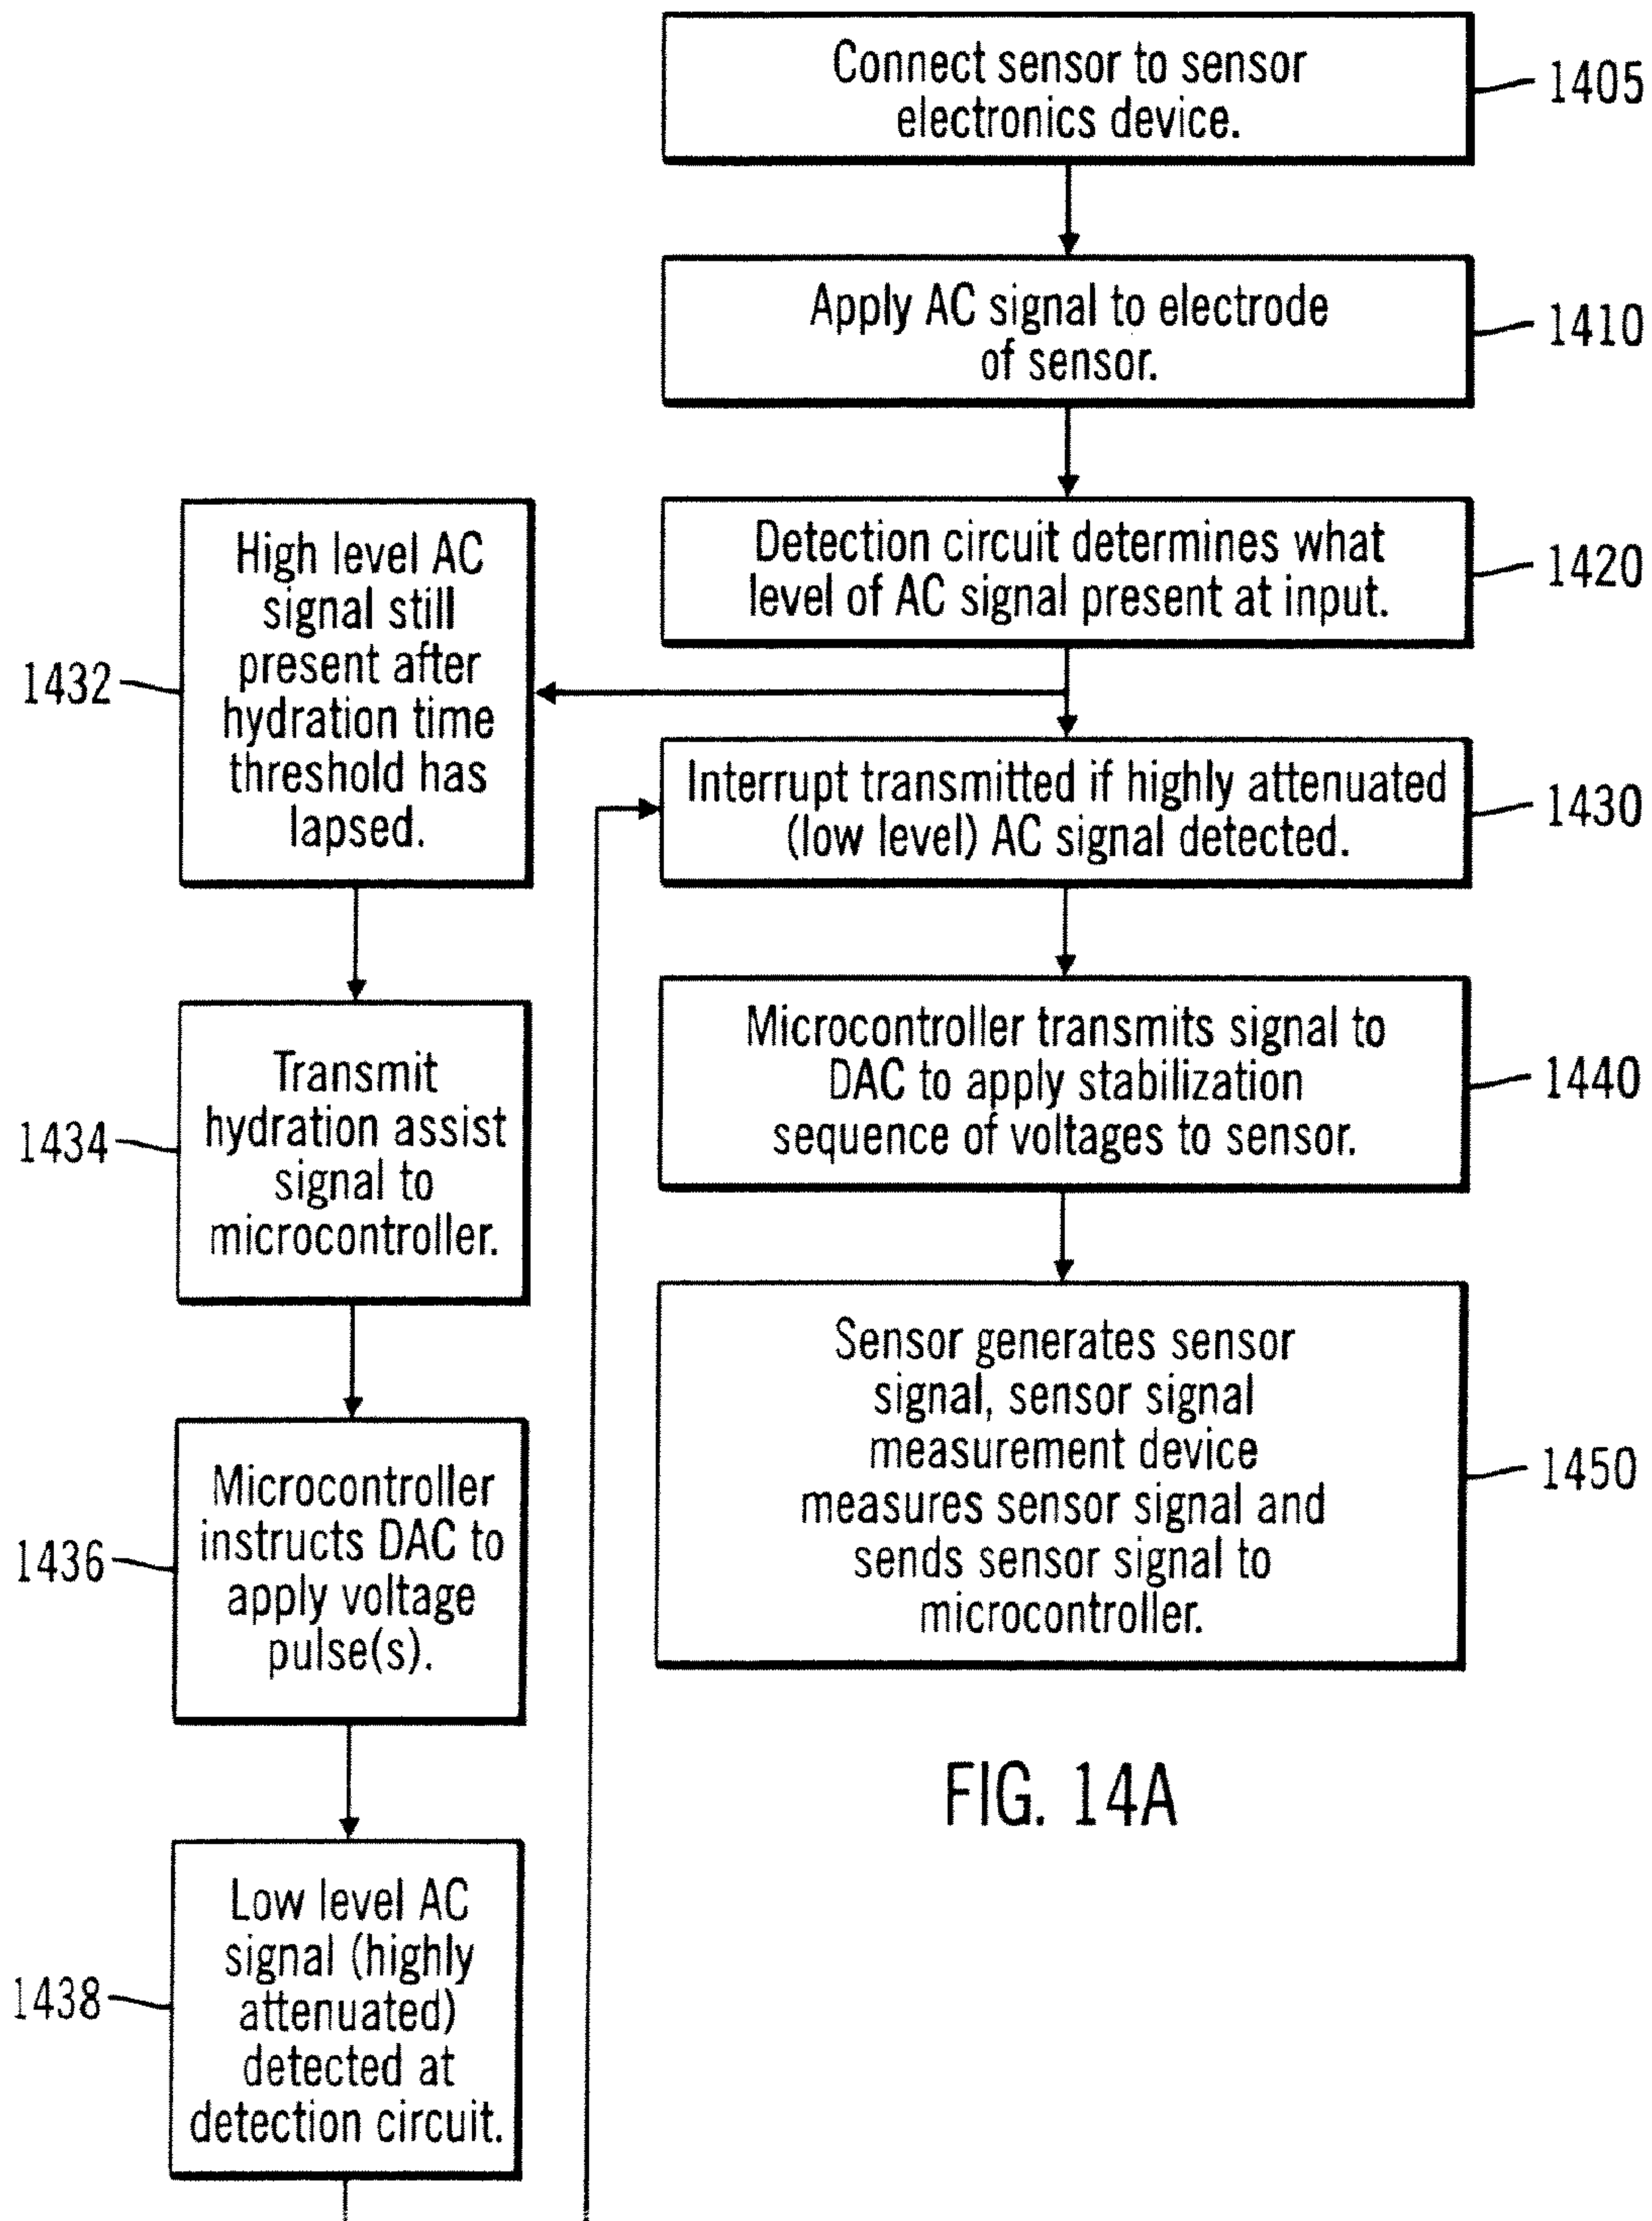 Connect sensor to sensor
electronics device.
1405
Apply AC signal to electrode
of sensor.
1410
Detection circuit determines what
level of AC signal present at input.
1420
High level AC
signal still
present after
hydration time
threshold has
lapsed.
1432
Interrupt transmitted if highly attenuated
(low level) AC signal detected.
1430
Transmit
hydration assist
signal to
microcontroller.
1434
Microcontroller transmits signal to
DAC to apply stabilization
sequence of voltages to sensor.
1440
Microcontroller
instructs DAC to
apply voltage
pulse(s).
1436
Sensor generates sensor
signal, sensor signal
measurement device
measures sensor signal and
sends sensor signal to
microcontroller.
1450
Low level AC
signal (highly
attenuated)
detected at
detection circuit.
1438
FIG. 14A